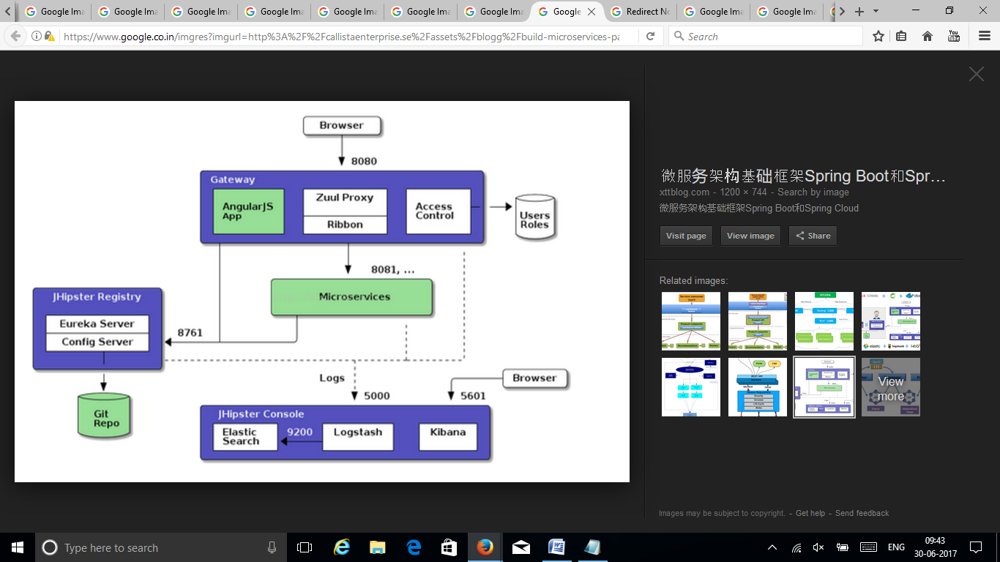 Google Ima
Google Ima
Google Ima
Google Ima
Google Ima
Google Ima
Google Ima
Google
Redirect No
Google Ima
Google Ima
https://www.google.co.in/imgres?imgurl=http%3A%2F%2Fcallistaenterprise.se%2Fassets%2Fblogg%2Fbuild-microservices-pa
Search
You
Tube
Browser
8080
Gateway
AngularJS
App
Zuul Proxy
Ribbon
Access
Control
Users
Roles
8081, ...
Microservices
JHipster Registry
Eureka Server
Config Server
8761
Git
Repo
Logs
5000
Browser
5601
JHipster Console
Elastic
Search
9200
Logstash
Kibana
微服务架构基础框架Spring Boot和Spr...
xttblog.com - 1200 × 744 - Search by image
微服务架构基础框架Spring Boot和Spring Cloud
Visit page
View image
Share
Related images:
View
more
Images may be subject to copyright. - Get help - Send feedback
Type here to search
ENG
09:43
30-06-2017